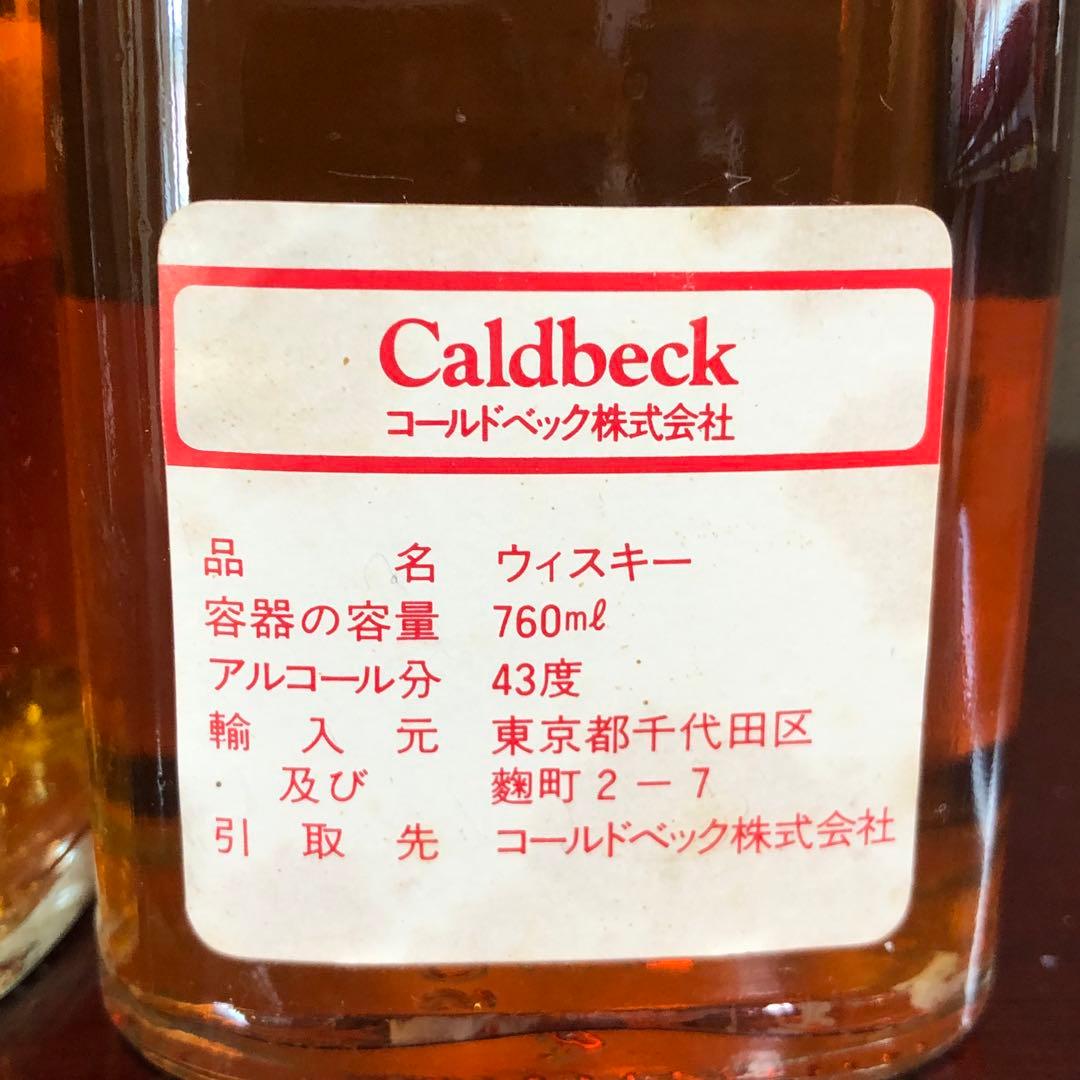 Caldbeck
コールドベック株式会社
品名 ウィスキー
容器の容量 760mℓ
アルコール分 43度
輸入元 東京都千代田区
及び 麹町2-7
引取先 コールドベック株式会社